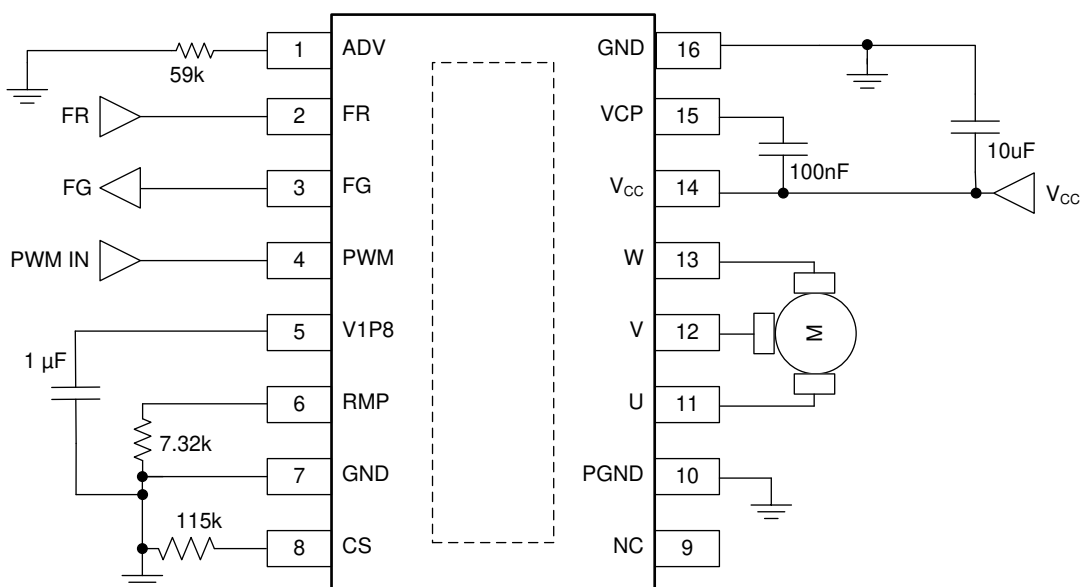 59k
1 ADV
FR 2 FR
FG 3 FG
PWM IN 4 PWM
1 µF
5 V1P8
6 RMP
7.32k
7 GND
115k
8 CS
GND 16
VCP 15
100nF
10uF
VCC 14 VCC
W 13
V 12
M
U 11
PGND 10
NC 9